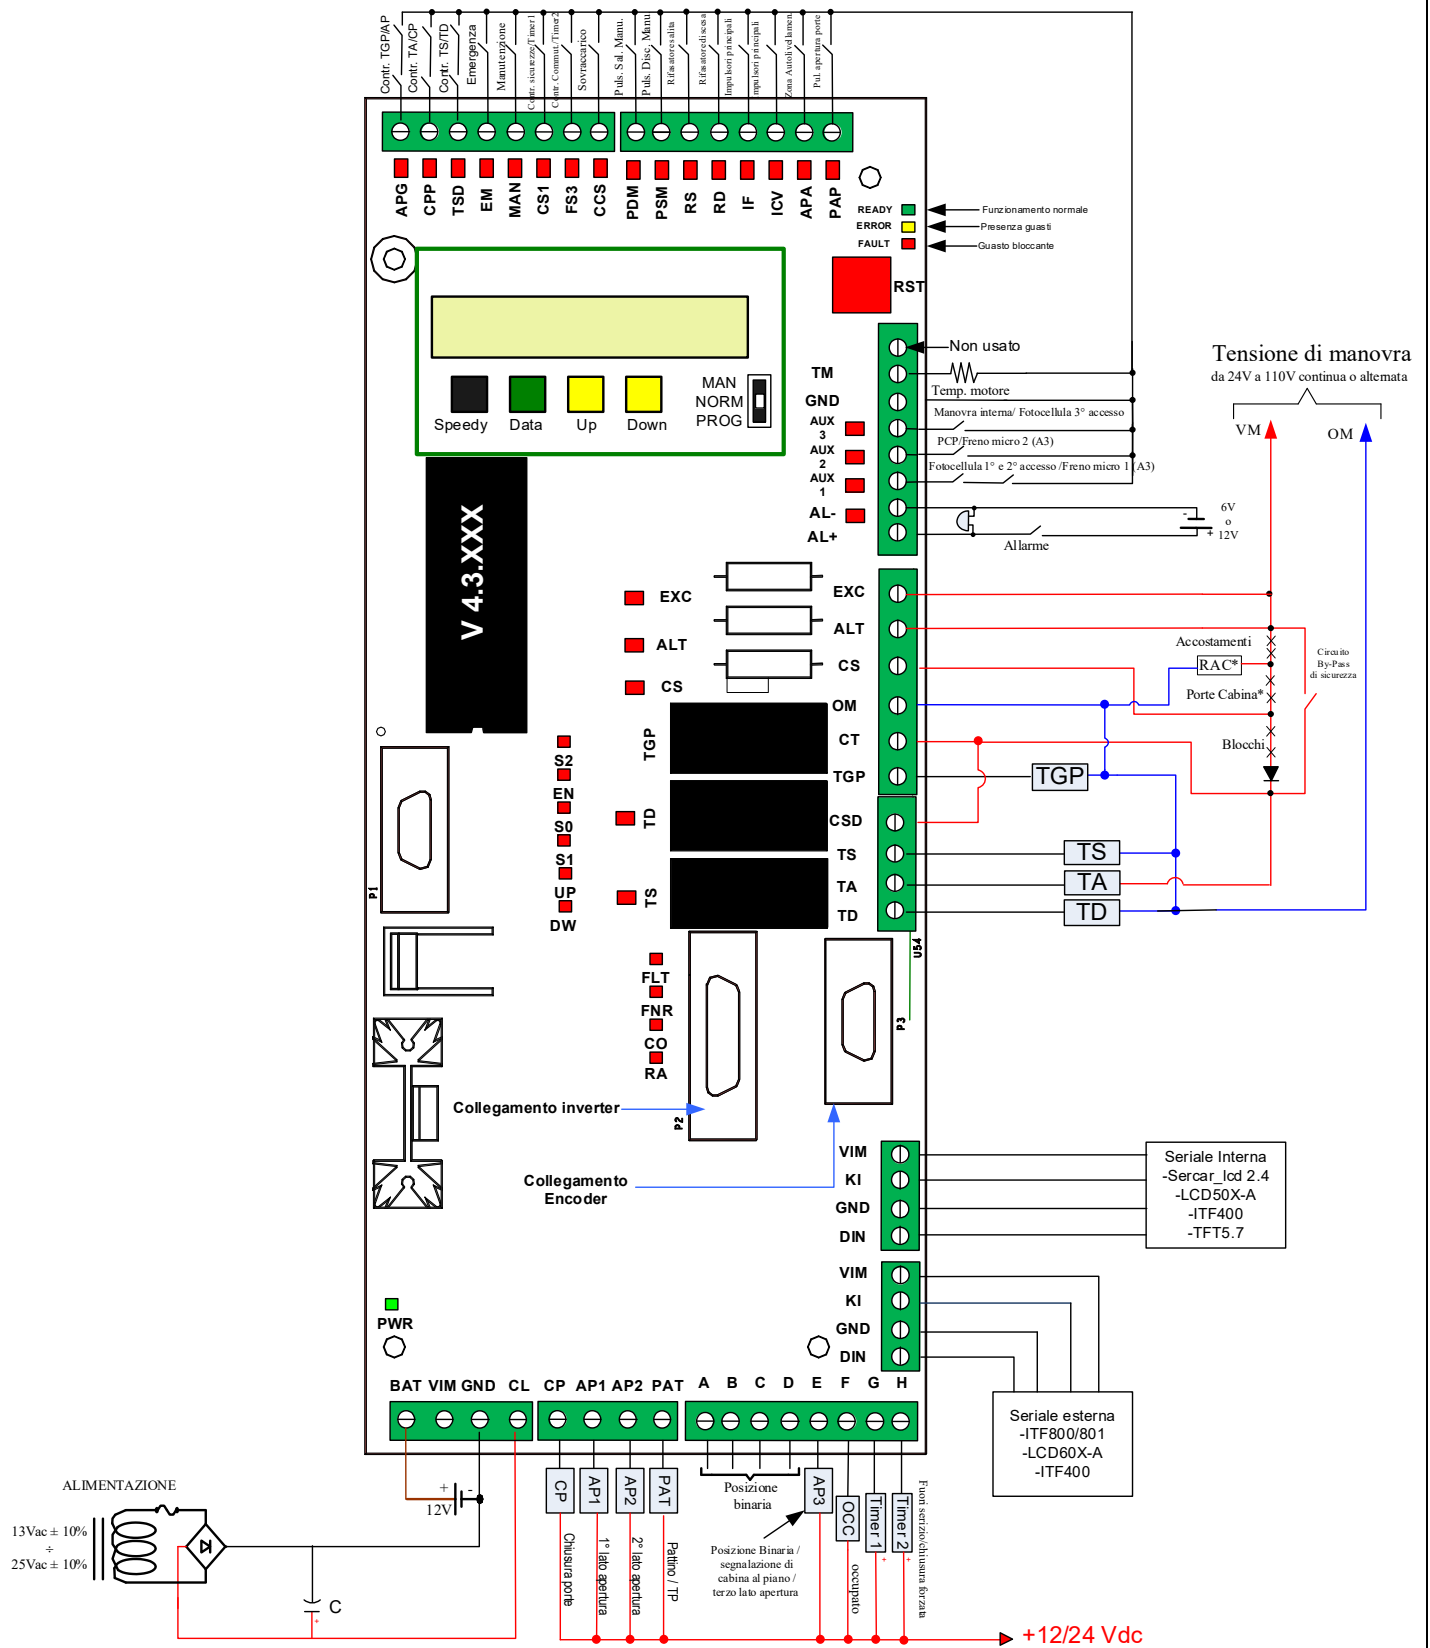 Contr. TGP/AP
Contr. TA/CP
Contr. TS/TD
Emergenza
Manutenzione
Contr. sicurezze/Timer1
Contr. Commut./Timer2
Sovraccarico
Puls. Sal. Manu.
Puls. Disc. Manu.
Rifasatore salita
Rifasatore discesa
Impulsori principali
Impulsori principali
Zona Autolivellamen.
Pul. apertura porte
APG
CPP
TSD
EM
MAN
CS1
FS3
CCS
PDM
PSM
RS
RD
IF
ICV
APA
PAP
READY
Funzionamento normale
ERROR
Presenza guasti
FAULT
Guasto bloccante
RST
Speedy
Data
Up
Down
MAN
NORM
PROG
V 4.3.XXX
Non usato
TM
Temp. motore
GND
AUX
3
Manovra interna/ Fotocellula 3° accesso
AUX
2
PCP/Freno micro 2 (A3)
AUX
1
Fotocellula 1° e 2° accesso /Freno micro 1 (A3)
AL-
AL+
Allarme
-
+
6V
o
12V
Tensione di manovra
da 24V a 110V continua o alternata
VM
OM
EXC
ALT
CS
EXC
ALT
CS
OM
CT
TGP
CSD
TS
TA
TD
Accostamenti
RAC*
Porte Cabina*
Blocchi
Circuito
By-Pass
di sicurezza
TGP
TS
TA
TD
TGP
TD
TS
S2
EN
S0
S1
UP
DW
P1
U54
FLT
FNR
CO
RA
P2
P3
Collegamento inverter
Collegamento
Encoder
VIM
KI
GND
DIN
Seriale Interna
-Sercar_lcd 2.4
-LCD50X-A
-ITF400
-TFT5.7
VIM
KI
GND
DIN
Seriale esterna
-ITF800/801
-LCD60X-A
-ITF400
PWR
BAT VIM GND CL CP AP1 AP2 PAT A B C D E F G H
ALIMENTAZIONE
13Vac ± 10%
÷
25Vac ± 10%
+
-
12V
C
+
CP
AP1
AP2
PAT
Chiusura porte
1° lato apertura
2° lato apertura
Pattino / TP
Posizione
binaria
Posizione Binaria /
segnalazione di
cabina al piano /
terzo lato apertura
AP3
OCC
occupato
Timer 1
+
Timer 2
+
Fuori serizio/chiusura forzata
+12/24 Vdc